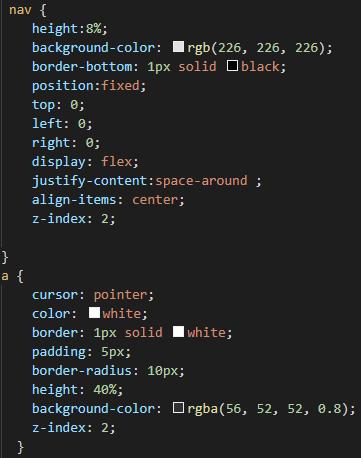 nav {
height:8%;
background-color: rgb(226, 226, 226);
border-bottom: 1px solid black;
position:fixed;
top: 0;
left: 0;
right: 0;
display: flex;
justify-content:space-around ;
align-items: center;
z-index: 2;
}
a {
cursor: pointer;
color: white;
border: 1px solid white;
padding: 5px;
border-radius: 10px;
height: 40%;
background-color: rgba(56, 52, 52, 0.8);
z-index: 2;
}